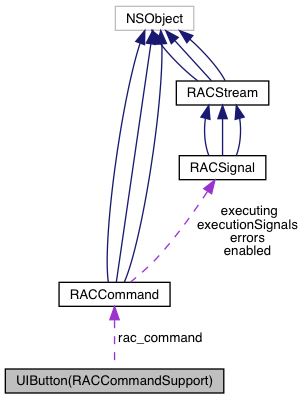 NSObject
RACStream
RACSignal
executing
executionSignals
errors
enabled
RACCommand
rac_command
UIButton(RACCommandSupport)